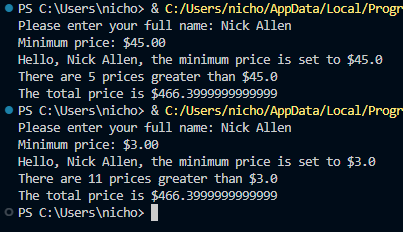 PS C:\Users\nicho> & C:/Users/nicho/AppData/Local/Progr
Please enter your full name: Nick Allen
Minimum price: $45.00
Hello, Nick Allen, the minimum price is set to $45.0
There are 5 prices greater than $45.0
The total price is $466.3999999999999
PS C:\Users\nicho> & C:/Users/nicho/AppData/Local/Progr
Please enter your full name: Nick Allen
Minimum price: $3.00
Hello, Nick Allen, the minimum price is set to $3.0
There are 11 prices greater than $3.0
The total price is $466.3999999999999
PS C:\Users\nicho>